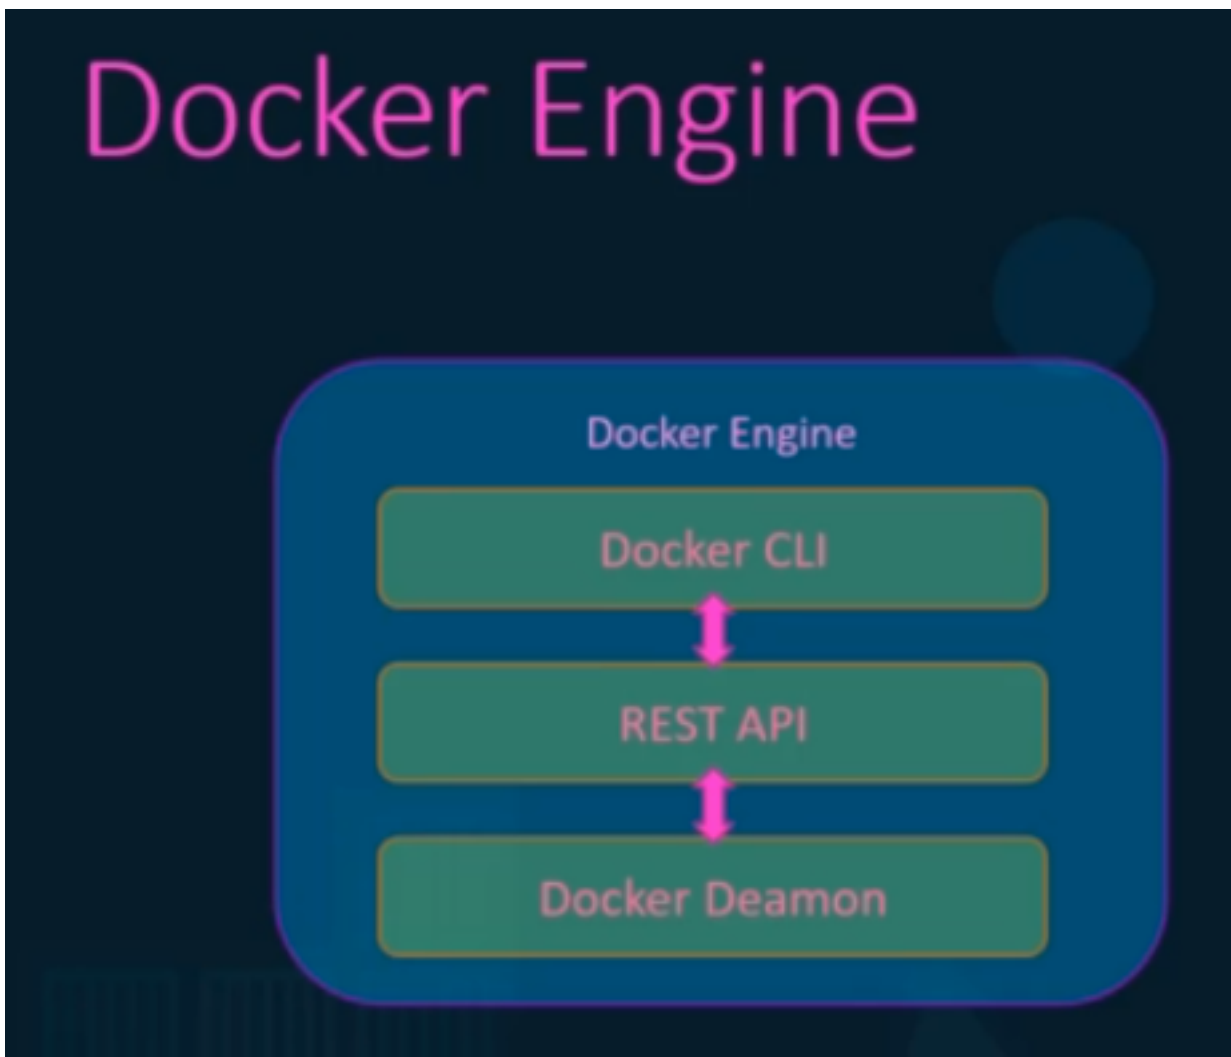 Docker Engine
Docker Engine
Docker CLI
REST API
Docker Deamon